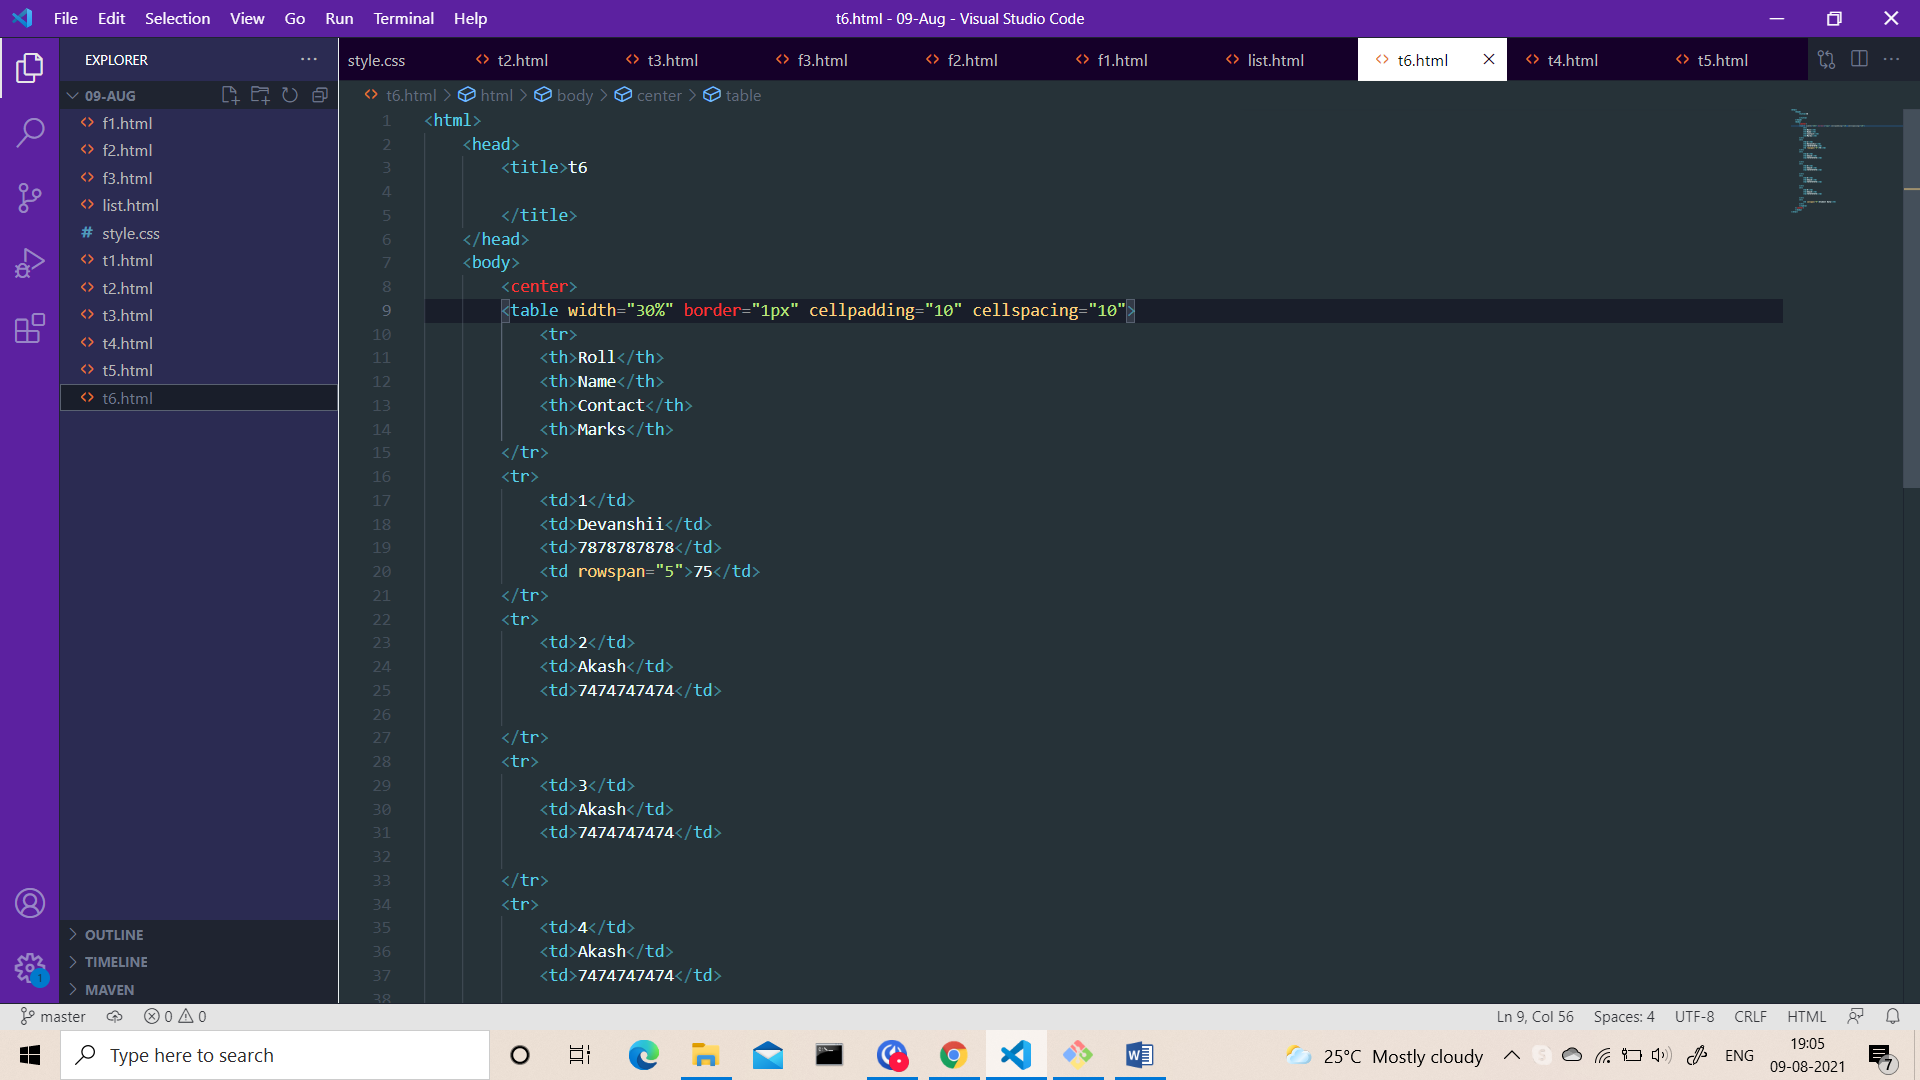 File Edit Selection View Go Run Terminal Help
t6.html - 09-Aug - Visual Studio Code
EXPLORER
style.css t2.html t3.html f3.html f2.html f1.html list.html t6.html t4.html t5.html
09-AUG
t6.html > html > body > center > table
f1.html
f2.html
f3.html
list.html
style.css
t1.html
t2.html
t3.html
t4.html
t5.html
t6.html
OUTLINE
TIMELINE
MAVEN
1 <html>
2 <head>
3 <title>t6
4
5 </title>
6 </head>
7 <body>
8 <center>
9 <table width="30%" border="1px" cellpadding="10" cellspacing="10">
10 <tr>
11 <th>Roll</th>
12 <th>Name</th>
13 <th>Contact</th>
14 <th>Marks</th>
15 </tr>
16 <tr>
17 <td>1</td>
18 <td>Devanshii</td>
19 <td>7878787878</td>
20 <td rowspan="5">75</td>
21 </tr>
22 <tr>
23 <td>2</td>
24 <td>Akash</td>
25 <td>7474747474</td>
26
27 </tr>
28 <tr>
29 <td>3</td>
30 <td>Akash</td>
31 <td>7474747474</td>
32
33 </tr>
34 <tr>
35 <td>4</td>
36 <td>Akash</td>
37 <td>7474747474</td>
38
1
master 0 0 Ln 9, Col 56 Spaces: 4 UTF-8 CRLF HTML
Type here to search
25°C Mostly cloudy ENG
19:05
09-08-2021
7